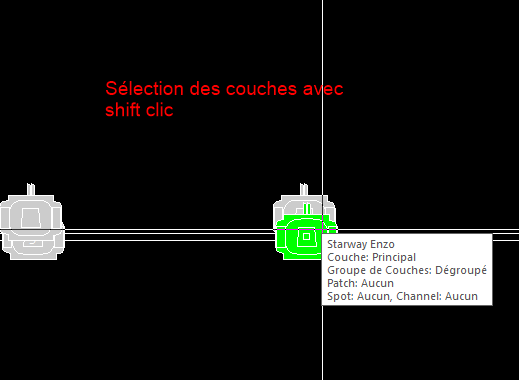 Sélection des couches avec
shift clic
Starway Enzo
Couche: Principal
Groupe de Couches: Dégroupé
Patch: Aucun
Spot: Aucun, Channel: Aucun